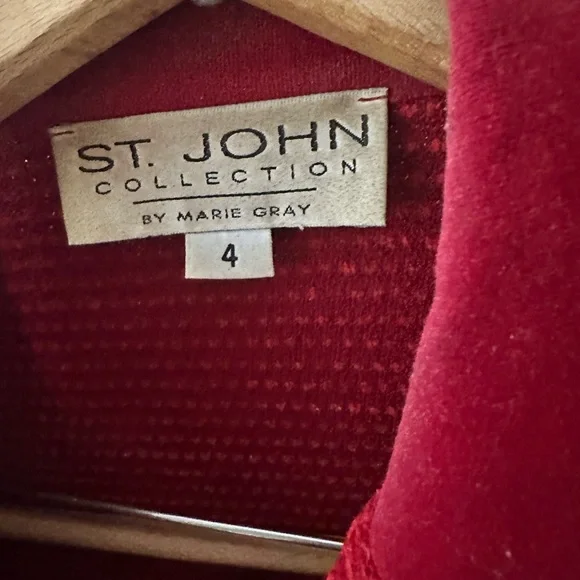 ST. JOHN
COLLECTION
BY MARIE GRAY
4